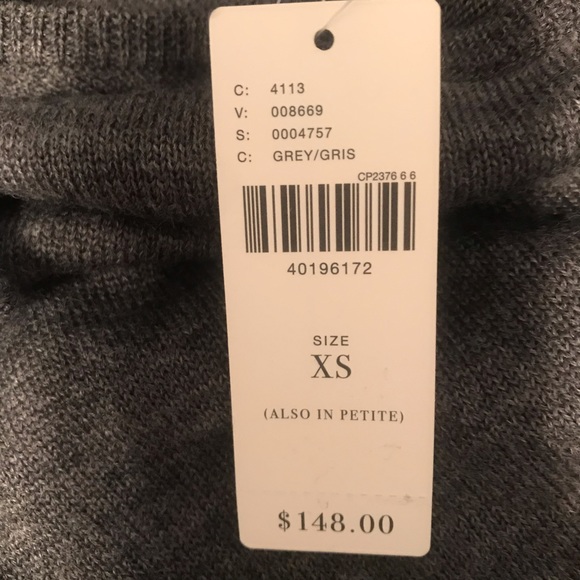 C: 4113
V: 008669
S: 0004757
C: GREY/GRIS
CP2376 6 6
40196172
SIZE
XS
(ALSO IN PETITE)
$148.00